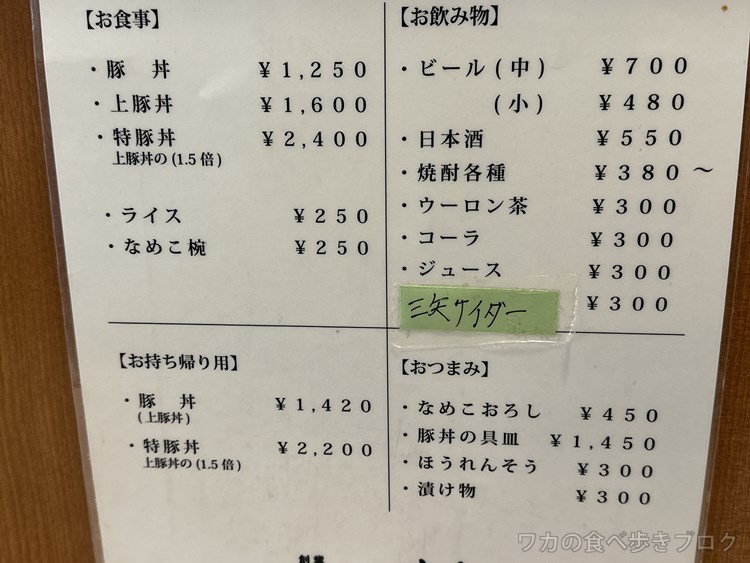 【お食事】
・豚 丼 ¥1,250
・上豚丼 ¥1,600
・特豚丼 ¥2,400
上豚丼の(1.5倍)
・ライス ¥250
・なめこ椀 ¥250
【お飲み物】
・ビール(中) ¥700
(小) ¥480
・日本酒 ¥550
・焼酎各種 ¥380~
・ウーロン茶 ¥300
・コーラ ¥300
・ジュース ¥300
三矢サイダー ¥300
【お持ち帰り用】
・豚 丼 ¥1,420
(上豚丼)
・特豚丼 ¥2,200
上豚丼の(1.5倍)
【おつまみ】
・なめこおろし ¥450
・豚丼の具皿 ¥1,450
・ほうれんそう ¥300
・漬け物 ¥300
創業
ワカの食べ歩きブログ